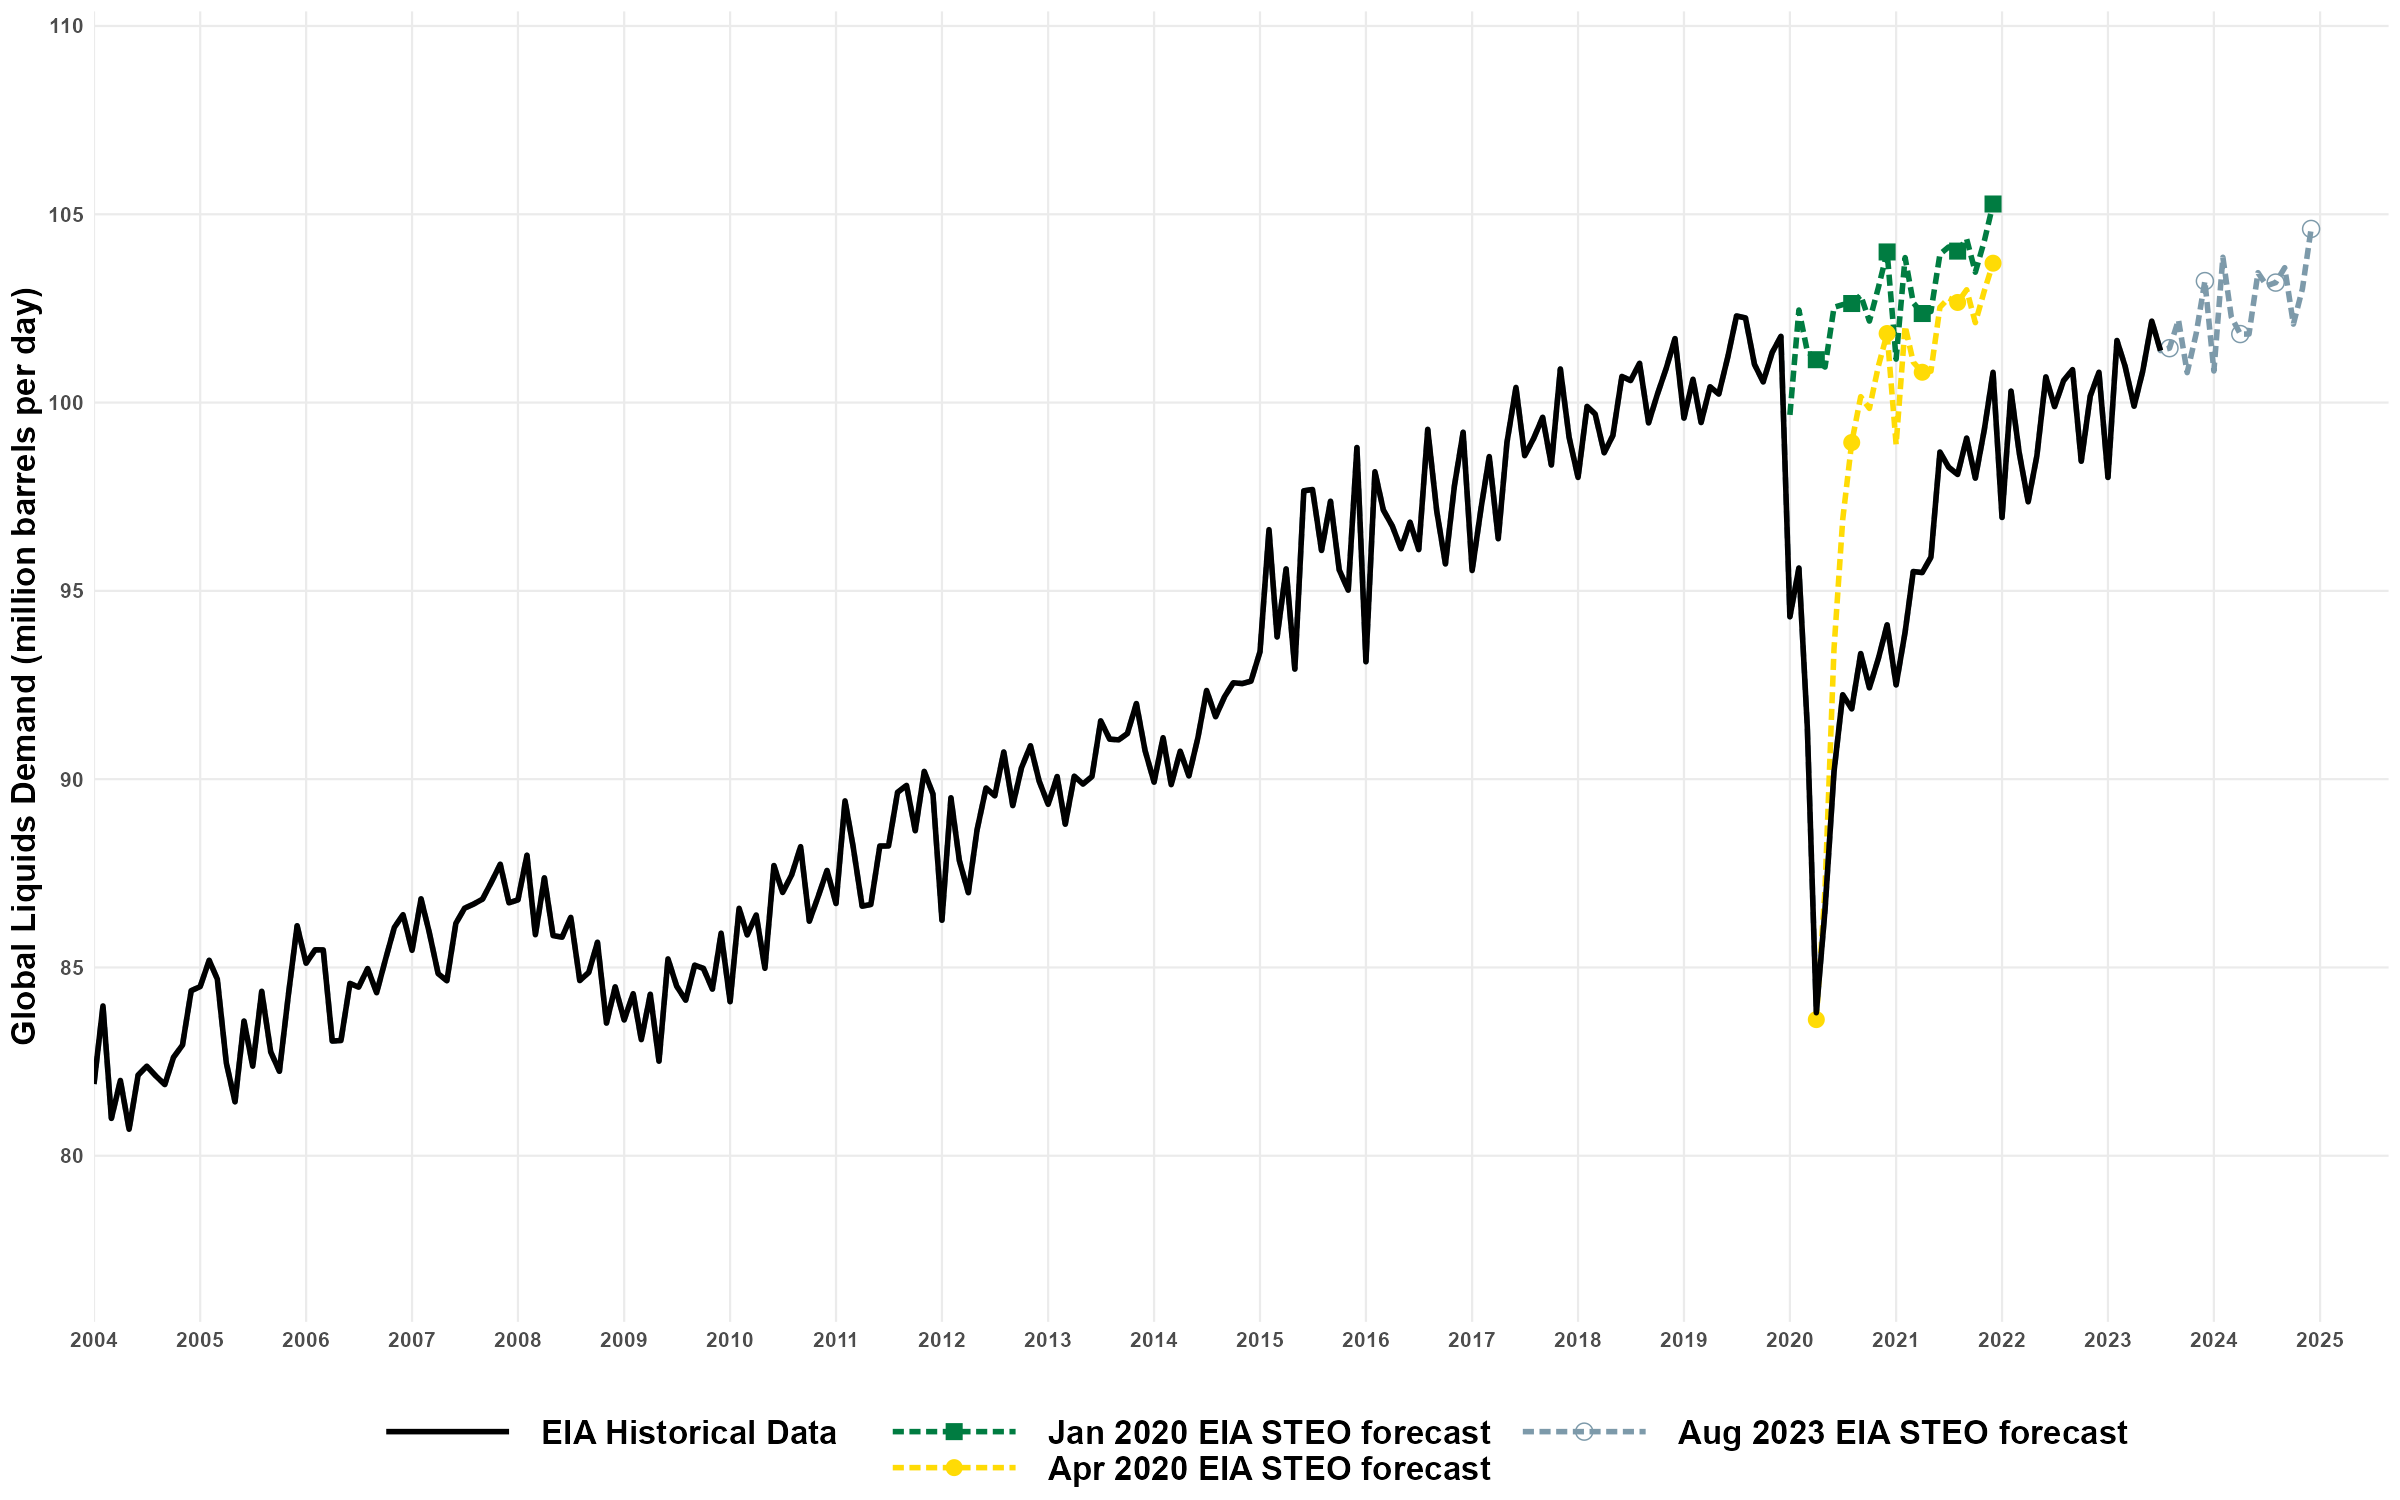 Global Liquids Demand (million barrels per day)
110
105
100
95
90
85
80
2004 2005 2006 2007 2008 2009 2010 2011 2012 2013 2014 2015 2016 2017 2018 2019 2020 2021 2022 2023 2024 2025
EIA Historical Data
Jan 2020 EIA STEO forecast
Apr 2020 EIA STEO forecast
Aug 2023 EIA STEO forecast